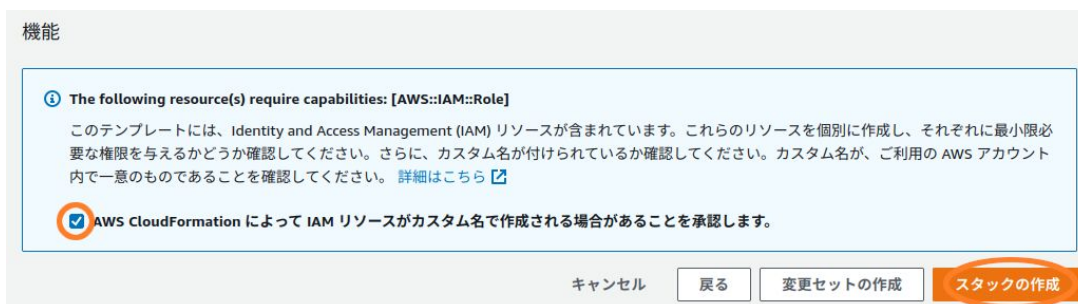 機能
The following resource(s) require capabilities: [AWS::IAM::Role]
このテンプレートには、Identity and Access Management (IAM) リソースが含まれています。これらのリソースを個別に作成し、それぞれに最小限必
要な権限を与えるかどうか確認してください。さらに、カスタム名が付けられているか確認してください。カスタム名が、ご利用の AWS アカウント
内で一意のものであることを確認してください。 詳細はこちら
AWS CloudFormation によって IAM リソースがカスタム名で作成される場合があることを承認します。
キャンセル 戻る 変更セットの作成 スタックの作成